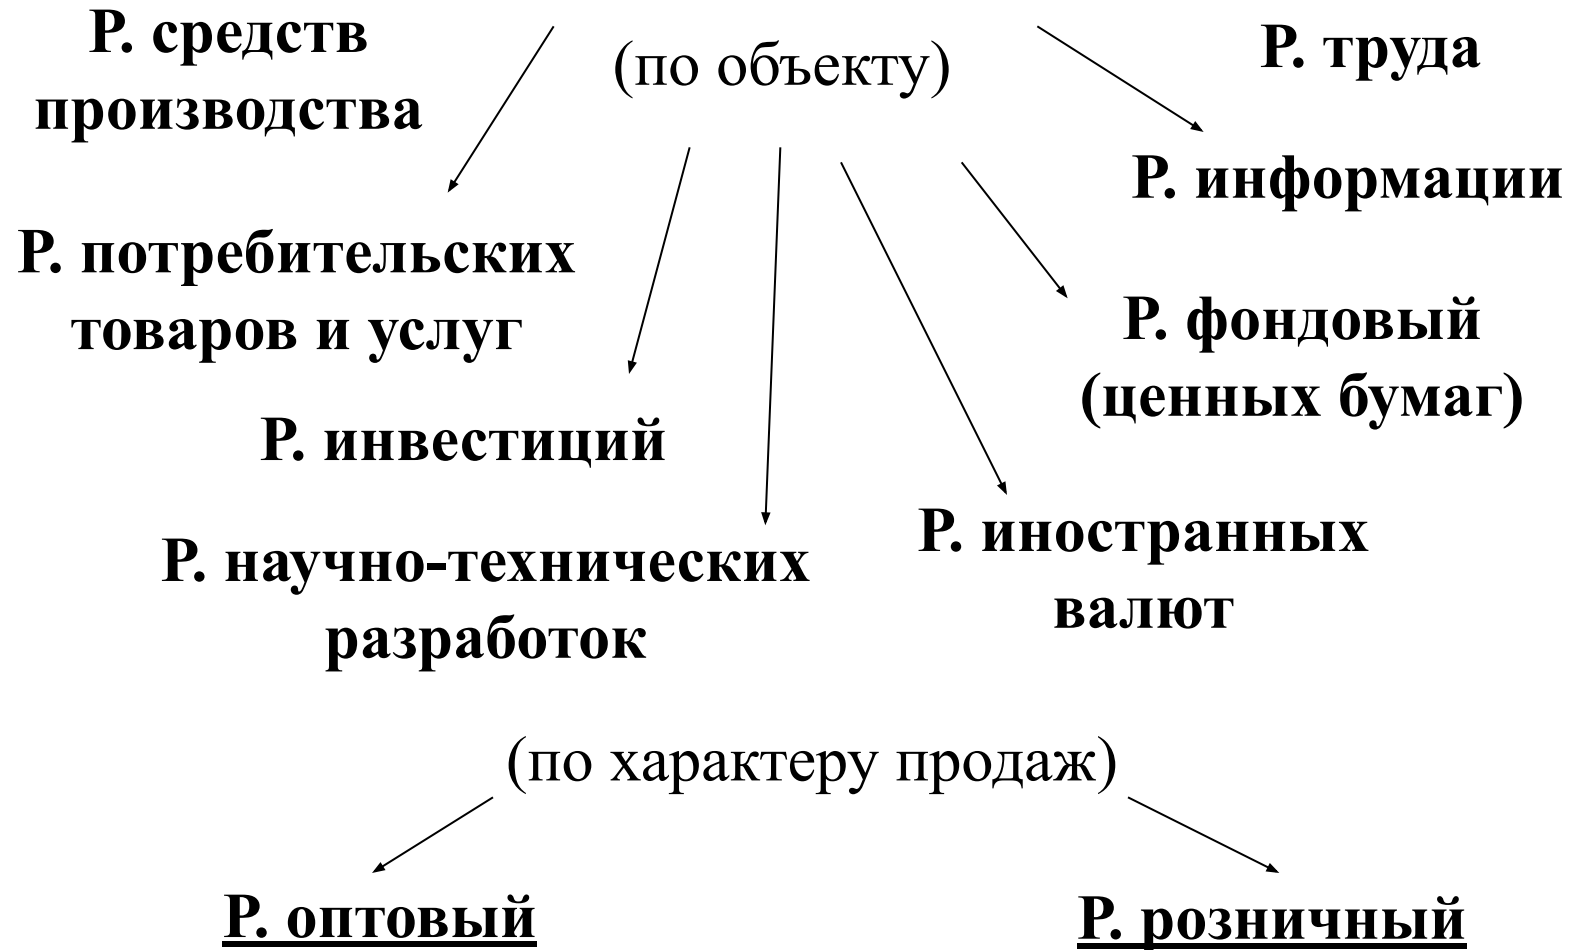 Р. средств
производства
(по объекту)
Р. труда
Р. информации
Р. потребительских
товаров и услуг
Р. фондовый
(ценных бумаг)
Р. инвестиций
Р. иностранных
валют
Р. научно-технических
разработок
(по характеру продаж)
Р. оптовый
Р. розничный